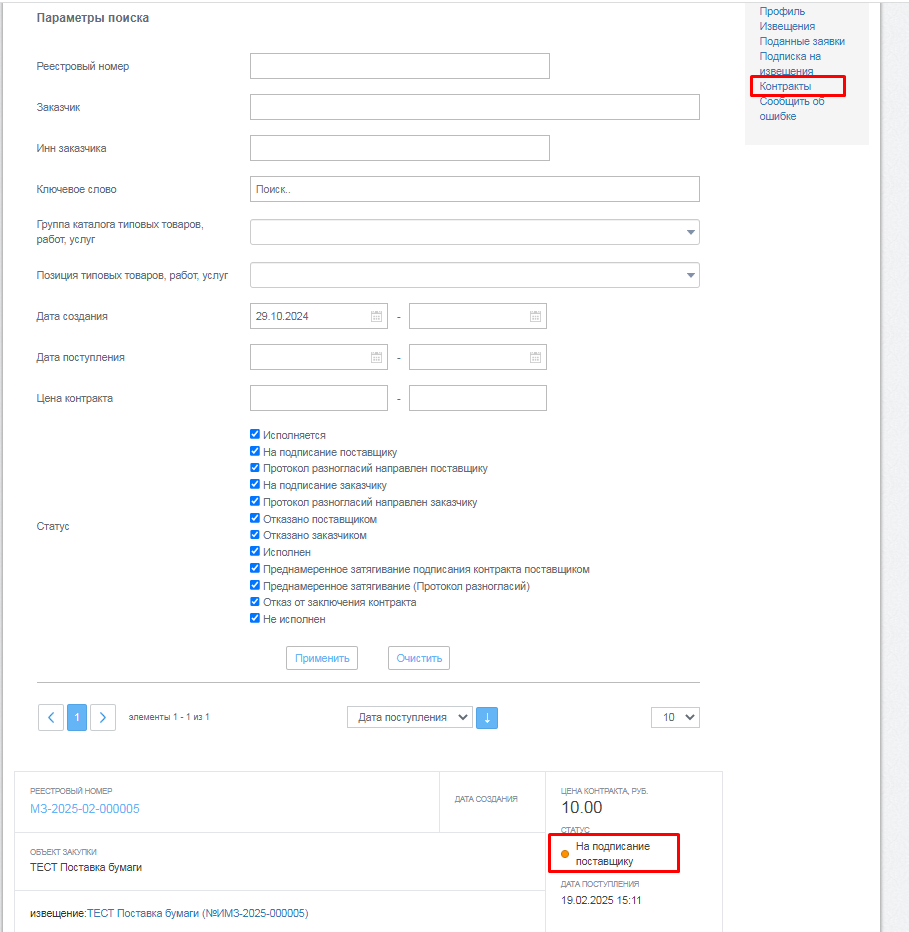 Параметры поиска
Профиль
Извещения
Поданные заявки
Подписка на
извещения
Контракты
Сообщить об
ошибке
Реестровый номер
Заказчик
Инн заказчика
Ключевое слово
Поиск..
Группа каталога типовых товаров,
работ, услуг
Позиция типовых товаров, работ, услуг
Дата создания
29.10.2024
-
Дата поступления
-
Цена контракта
-
Статус
Исполняется
На подписание поставщику
Протокол разногласий направлен поставщику
На подписание заказчику
Протокол разногласий направлен заказчику
Отказано поставщиком
Отказано заказчиком
Исполнен
Преднамеренное затягивание подписания контракта поставщиком
Преднамеренное затягивание (Протокол разногласий)
Отказ от заключения контракта
Не исполнен
Применить
Очистить
1
элементы 1 - 1 из 1
Дата поступления
↓
10
РЕЕСТРОВЫЙ НОМЕР
МЗ-2025-02-000005
ДАТА СОЗДАНИЯ
ЦЕНА КОНТРАКТА, РУБ.
10.00
СТАТУС
На подписание
поставщику
ДАТА ПОСТУПЛЕНИЯ
19.02.2025 15:11
ОБЪЕКТ ЗАКУПКИ
ТЕСТ Поставка бумаги
извещение:ТЕСТ Поставка бумаги (№ИМЗ-2025-000005)